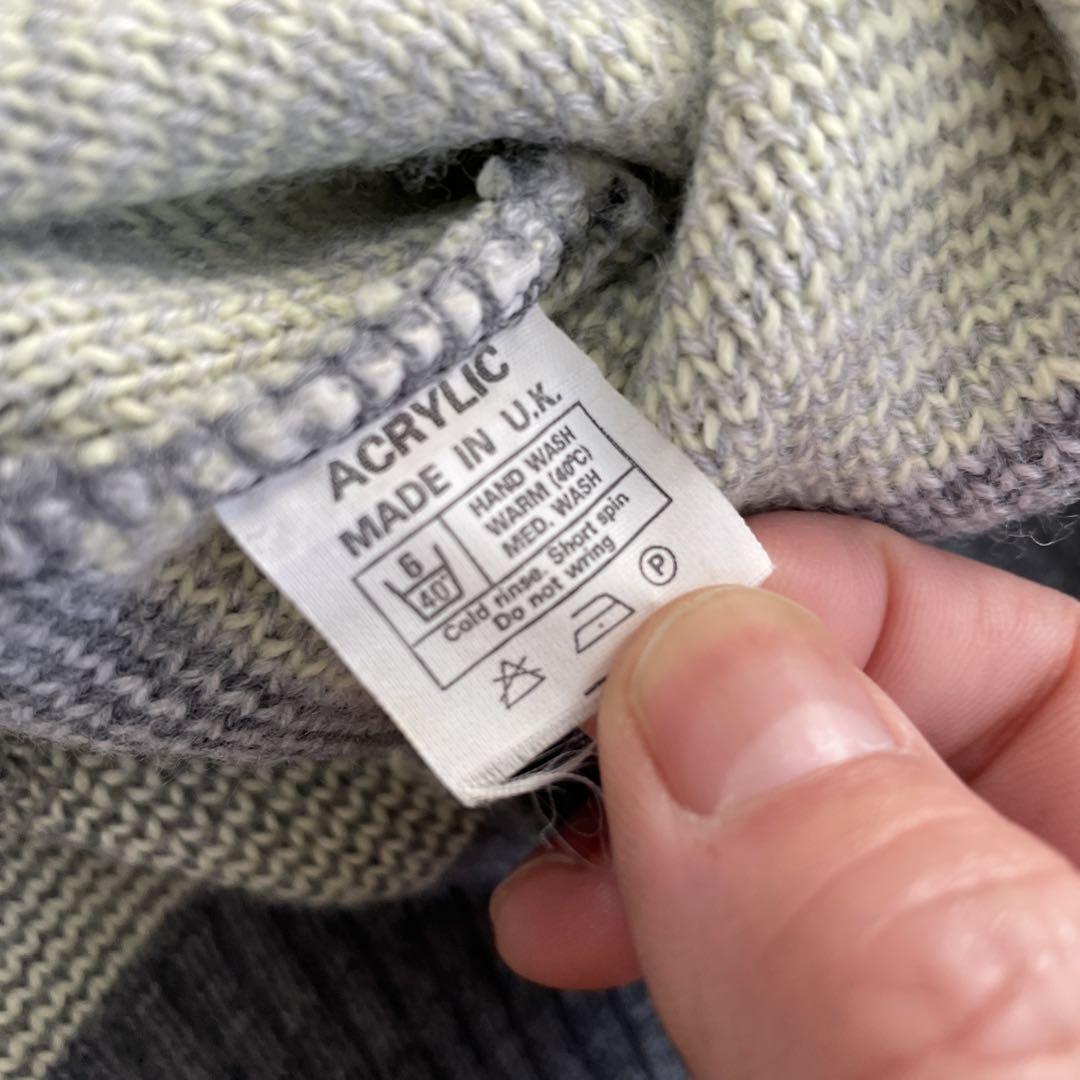 ACRYLIC
MADE IN U.K.
6
40°
HAND WASH
WARM (40°C)
MED. WASH
Cold rinse. Short spin
Do not wring
P